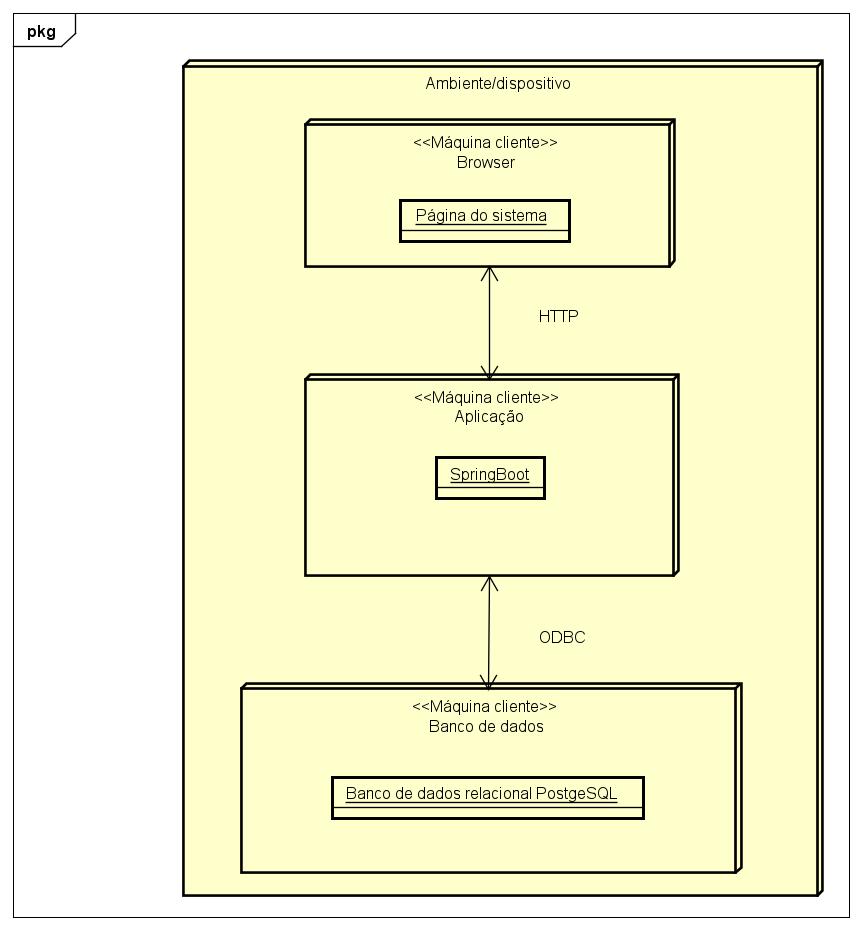 pkg
Ambiente/dispositivo
<<Máquina cliente>>
Browser
Página do sistema
HTTP
<<Máquina cliente>>
Aplicação
SpringBoot
ODBC
<<Máquina cliente>>
Banco de dados
Banco de dados relacional PostgeSQL